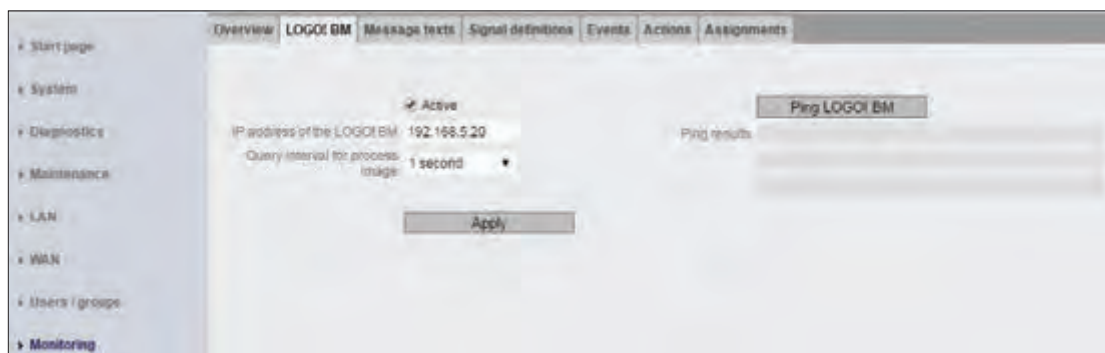 Overview LOGO! BM Message texts Signal definitions Events Actions Assignments
Start page
System
Diagnostics
Maintenance
LAN
WAN
Users / groups
Monitoring
Active
IP address of the LOGO! BM 192.168.5.20
Query interval for process image 1 second
Apply
Ping LOGO! BM
Ping results